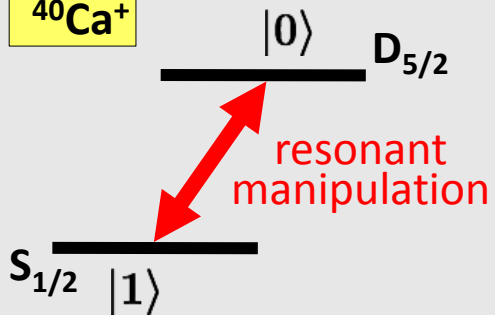 ⁴⁰Ca⁺
|0⟩
D₅/₂
resonant
manipulation
S₁/₂
|1⟩